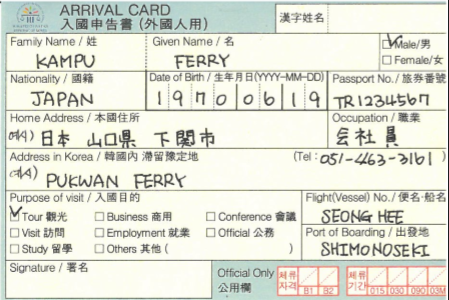 ARRIVAL CARD
入國申告書(外國人用)
漢字姓名
Family Name / 姓
KAMPU
Given Name / 名
FERRY
Male/男
Female/女
Nationality / 國籍
JAPAN
Date of Birth / 生年月日(YYYY-MM-DD)
19700619
Passport No. / 旅券番號
TR1234567
Home Address / 本國住所
예시) 日本 山口県 下関市
Occupation / 職業
会社員
Address in Korea / 韓國內 滯留豫定地
예시) PUKWAN FERRY
(Tel : 051-463-3161 )
Purpose of visit / 入國目的
Tour 觀光
Business 商用
Conference 會議
Visit 訪問
Employment 就業
Official 公務
Study 留學
Others 其他 ( )
Flight(Vessel) No. / 便名·船名
SEONG HEE
Port of Boarding / 出發地
SHIMONOSEKI
Signature / 署名
Official Only
公用欄
체류
자격
B1 B2
체류
기간
015 030 090 03M